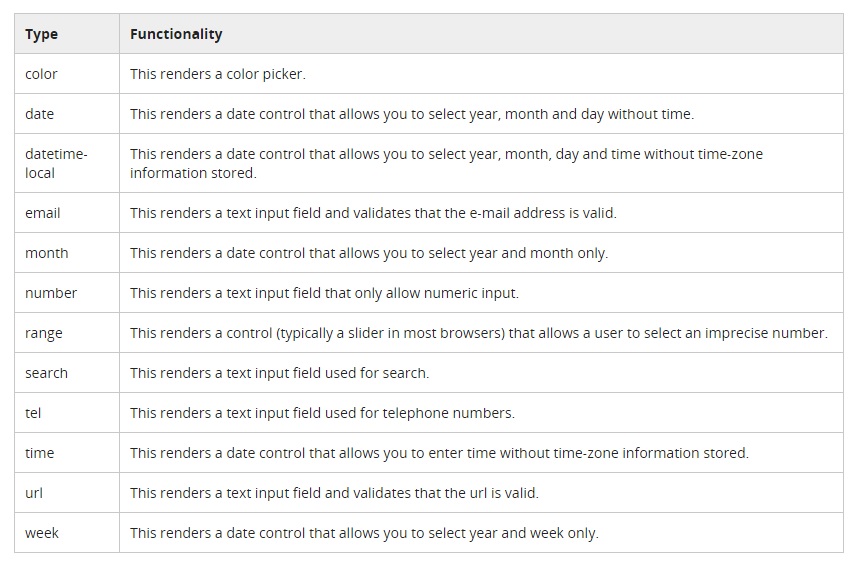 Type Functionality
color This renders a color picker.
date This renders a date control that allows you to select year, month and day without time.
datetime- This renders a date control that allows you to select year, month, day and time without time-zone
local information stored.
email This renders a text input field and validates that the e-mail address is valid.
month This renders a date control that allows you to select year and month only.
number This renders a text input field that only allow numeric input.
range This renders a control (typically a slider in most browsers) that allows a user to select an imprecise number.
search This renders a text input field used for search.
tel This renders a text input field used for telephone numbers.
time This renders a date control that allows you to enter time without time-zone information stored.
url This renders a text input field and validates that the url is valid.
week This renders a date control that allows you to select year and week only.